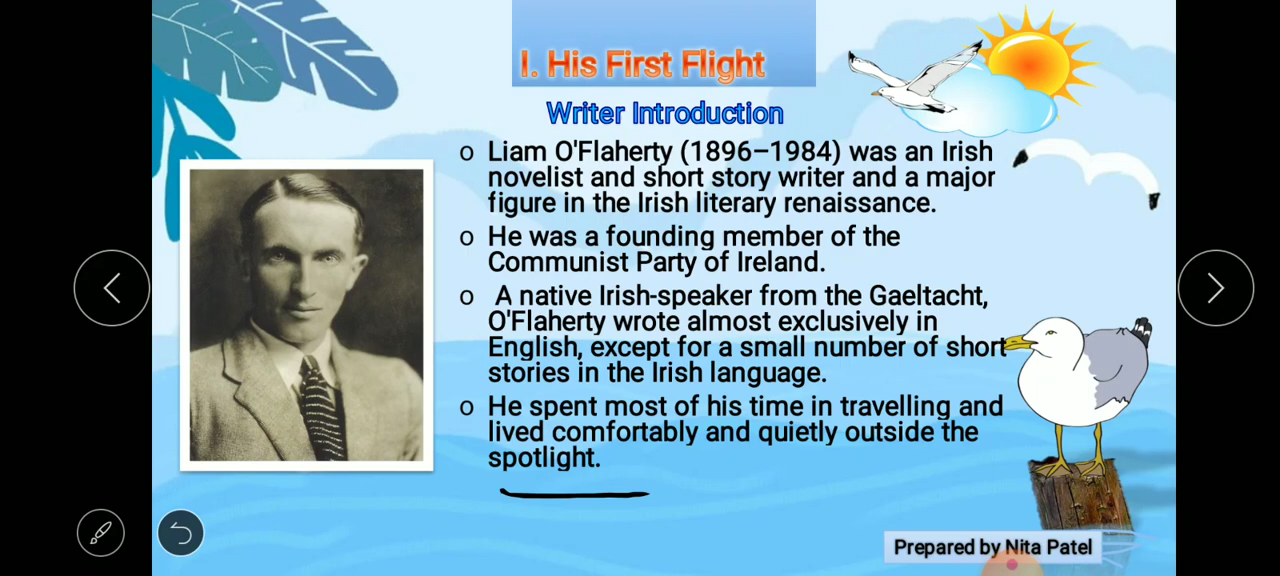 I. His First Flight
Writer Introduction
o Liam O'Flaherty (1896–1984) was an Irish
novelist and short story writer and a major
figure in the Irish literary renaissance.
o He was a founding member of the
Communist Party of Ireland.
o A native Irish-speaker from the Gaeltacht,
O'Flaherty wrote almost exclusively in
English, except for a small number of short
stories in the Irish language.
o He spent most of his time in travelling and
lived comfortably and quietly outside the
spotlight.
Prepared by Nita Patel